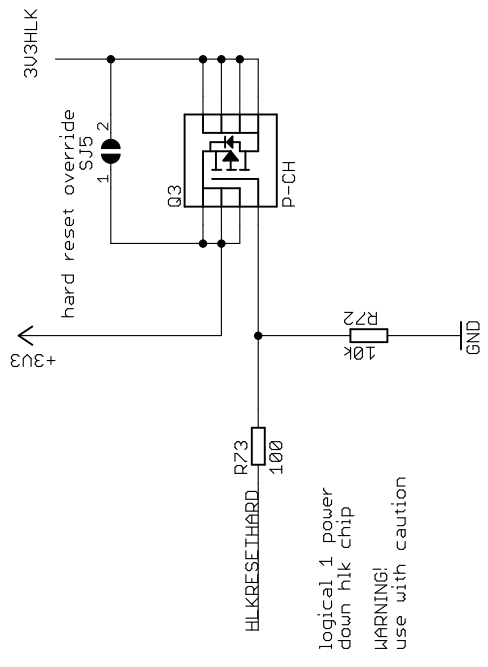 3V3HLK
hard reset override
SJ5
1
2
Q3
P-CH
+3V3
R72
10k
GND
R73
100
HLKRESETHARD
logical 1 power
down hlk chip
WARNING!
use with caution